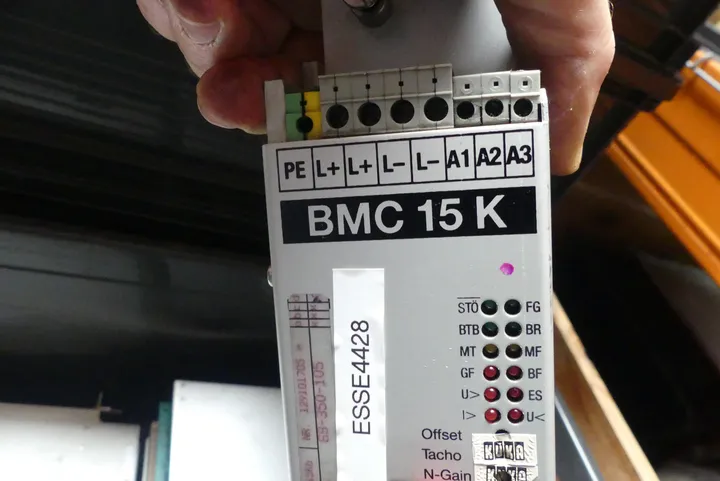 PE L+ L+ L– L– A1 A2 A3
BMC 15 K
STÖ FG
BTB BR
MT MF
GF BF
U> ES
I> U<
ESSE4428
Offset
Tacho
N-Gain